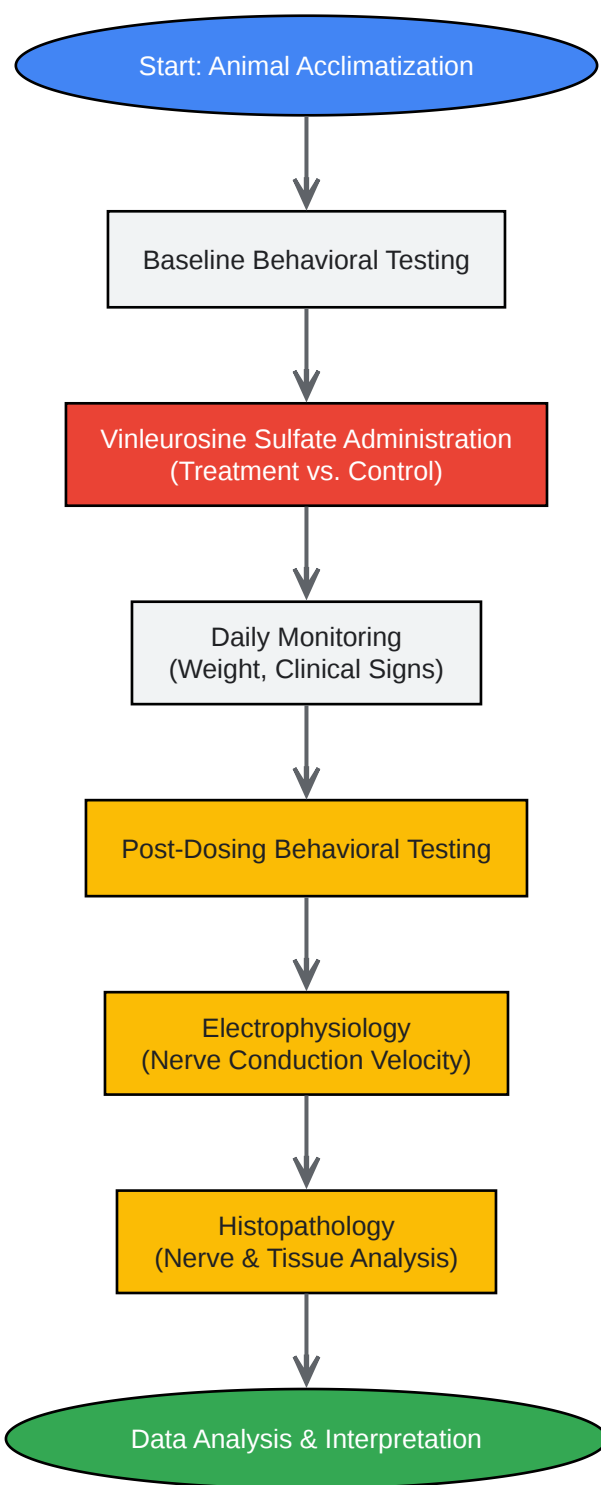 Start: Animal Acclimatization
Baseline Behavioral Testing
Vinleurosine Sulfate Administration
(Treatment vs. Control)
Daily Monitoring
(Weight, Clinical Signs)
Post-Dosing Behavioral Testing
Electrophysiology
(Nerve Conduction Velocity)
Histopathology
(Nerve & Tissue Analysis)
Data Analysis & Interpretation